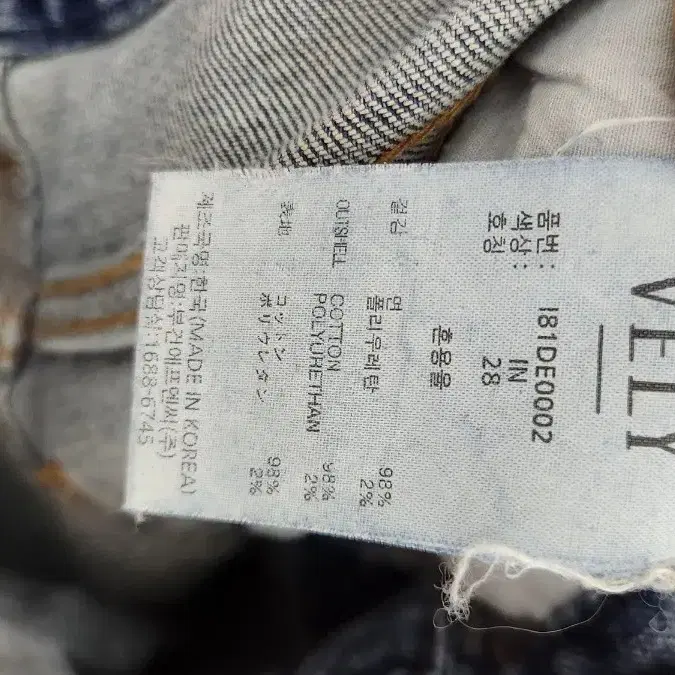 VELY
품번: I81DE0002
색상: IN
호칭 28
혼용율
겉감 면 98%
폴리우레탄 2%
OUTSHELL COTTON 98%
POLYURETHAN 2%
表地 コットン 98%
ポリウレタン 2%
제조국명:한국(MADE IN KOREA)
판매원명:부건에프엔씨(주)
고객상담실:1688-6745